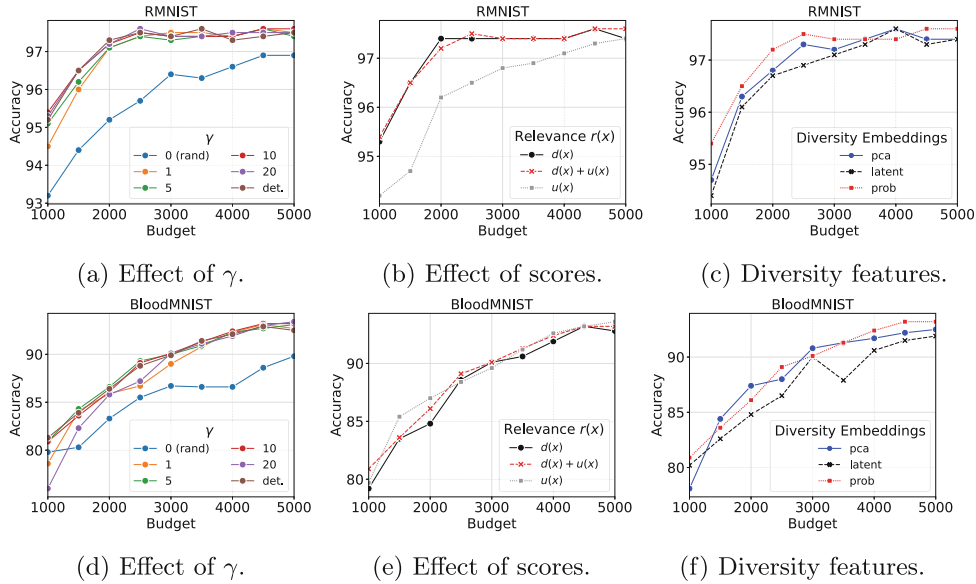 RMNIST
97
96
95
94
93
Accuracy
γ
0 (rand)
1
5
10
20
det.
1000 2000 3000 4000 5000
Budget
(a) Effect of γ.
RMNIST
97
96
95
Accuracy
Relevance r(x)
d(x)
d(x) + u(x)
u(x)
1000 2000 3000 4000 5000
Budget
(b) Effect of scores.
RMNIST
97
96
95
Accuracy
Diversity Embeddings
pca
latent
prob
1000 2000 3000 4000 5000
Budget
(c) Diversity features.
BloodMNIST
90
85
80
Accuracy
γ
0 (rand)
1
5
10
20
det.
1000 2000 3000 4000 5000
Budget
(d) Effect of γ.
BloodMNIST
90
85
80
Accuracy
Relevance r(x)
d(x)
d(x) + u(x)
u(x)
1000 2000 3000 4000 5000
Budget
(e) Effect of scores.
BloodMNIST
90
85
80
Accuracy
Diversity Embeddings
pca
latent
prob
1000 2000 3000 4000 5000
Budget
(f) Diversity features.